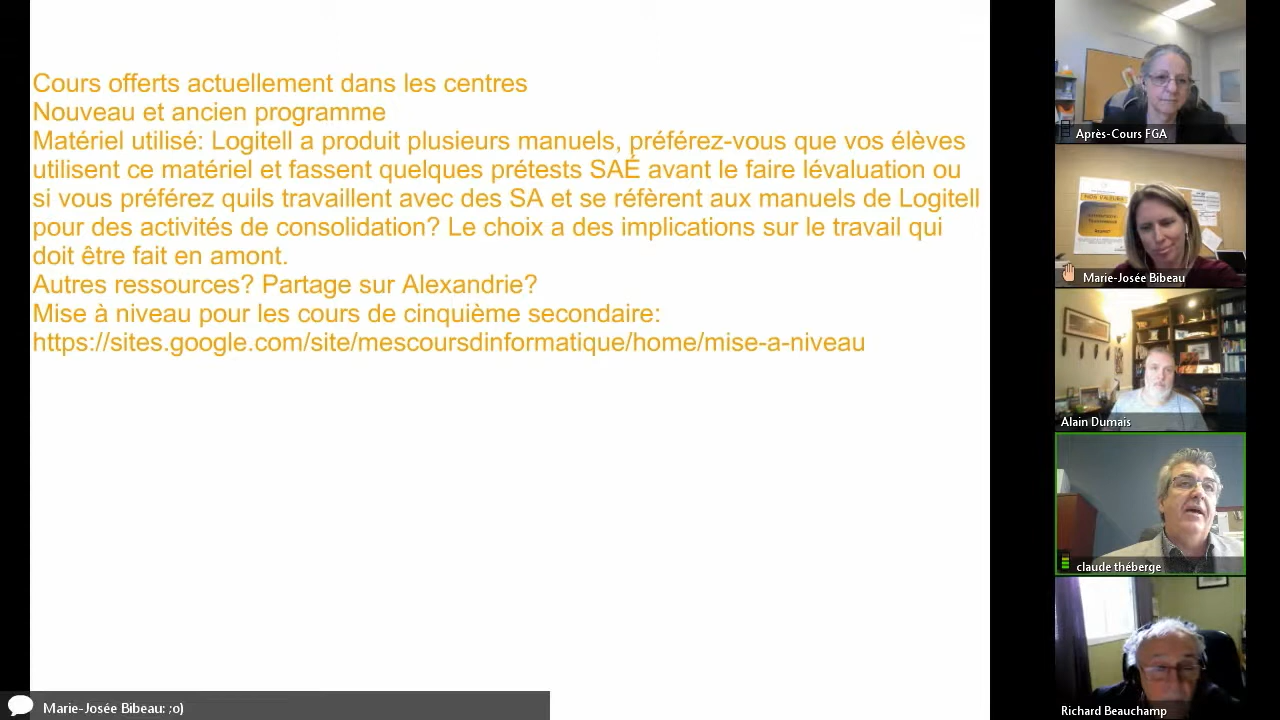 Cours offerts actuellement dans les centres
Nouveau et ancien programme
Matériel utilisé: Logitell a produit plusieurs manuels, préférez-vous que vos élèves
utilisent ce matériel et fassent quelques prétests SAÉ avant le faire lévaluation ou
si vous préférez quils travaillent avec des SA et se réfèrent aux manuels de Logitell
pour des activités de consolidation? Le choix a des implications sur le travail qui
doit être fait en amont.
Autres ressources? Partage sur Alexandrie?
Mise à niveau pour les cours de cinquième secondaire:
https://sites.google.com/site/mescoursdinformatique/home/mise-a-niveau
Après-Cours FGA
Marie-Josée Bibeau
Alain Dumais
claude théberge
Richard Beauchamp
Marie-Josée Bibeau: ;o)